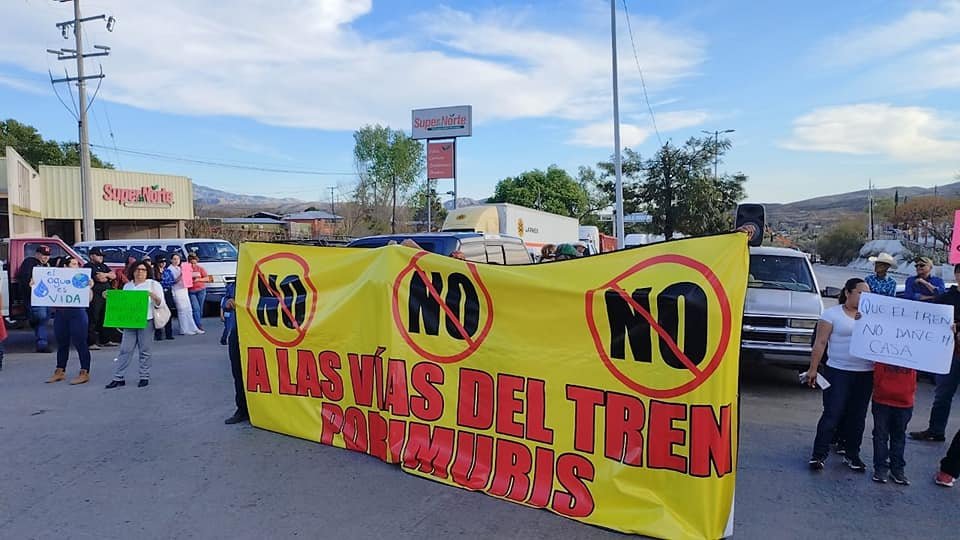 SuperNorte
SuperNorte
el
agua
es
ViDA
NO NO NO
A LAS VÍAS DEL TREN
POR IMURIS
QUE EL TREN
NO DAÑE MI
CASA